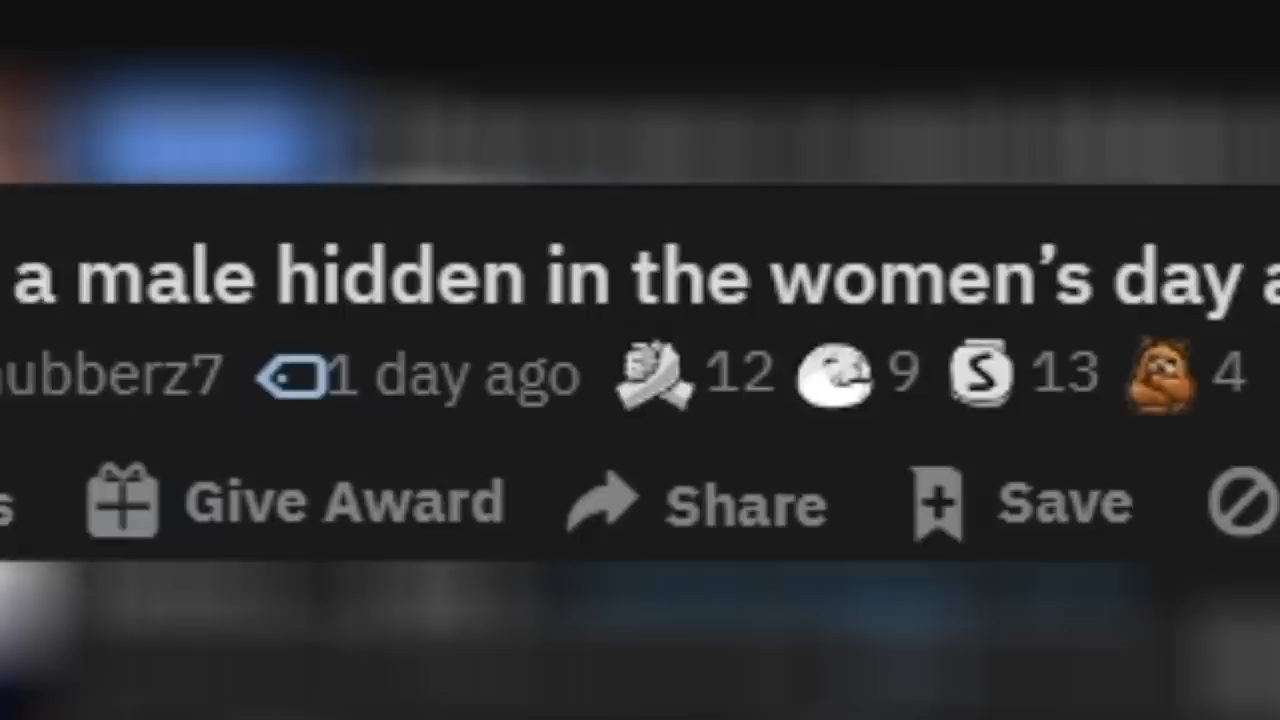 a male hidden in the women’s day
ubberz7 1 day ago 12 9 S 13 4
s Give Award Share Save